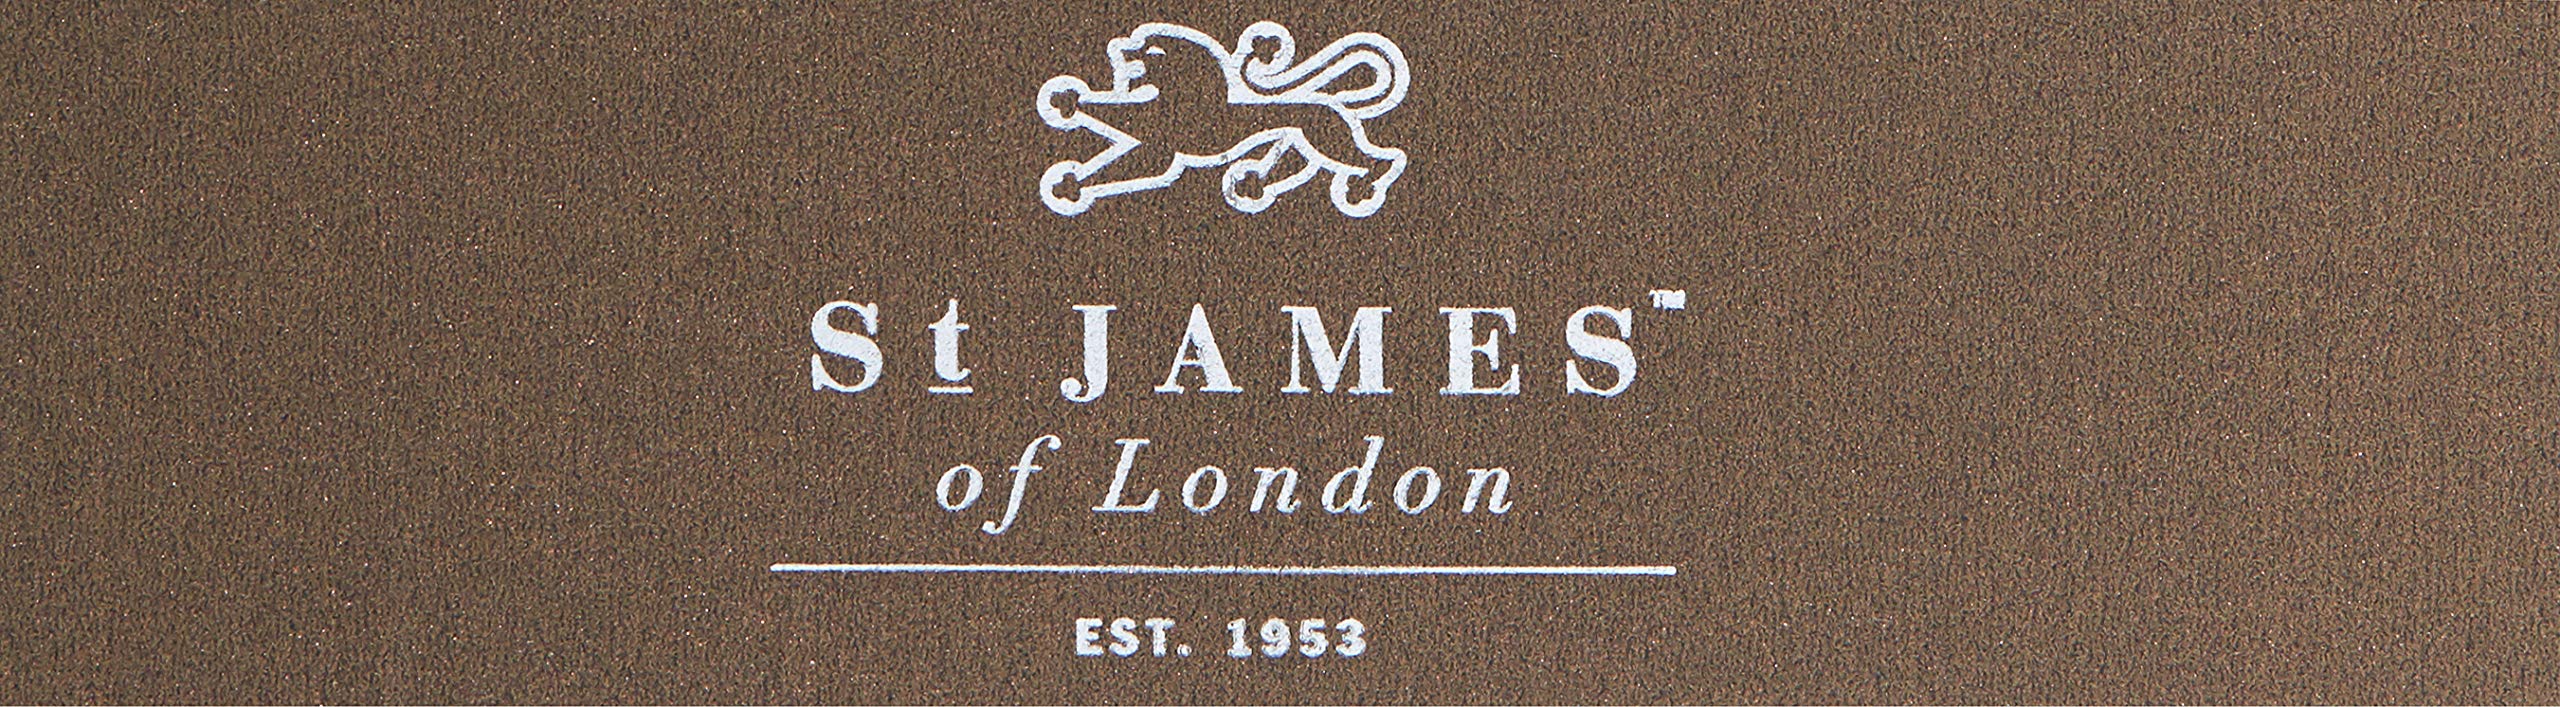 St JAMES™
of London
EST. 1953